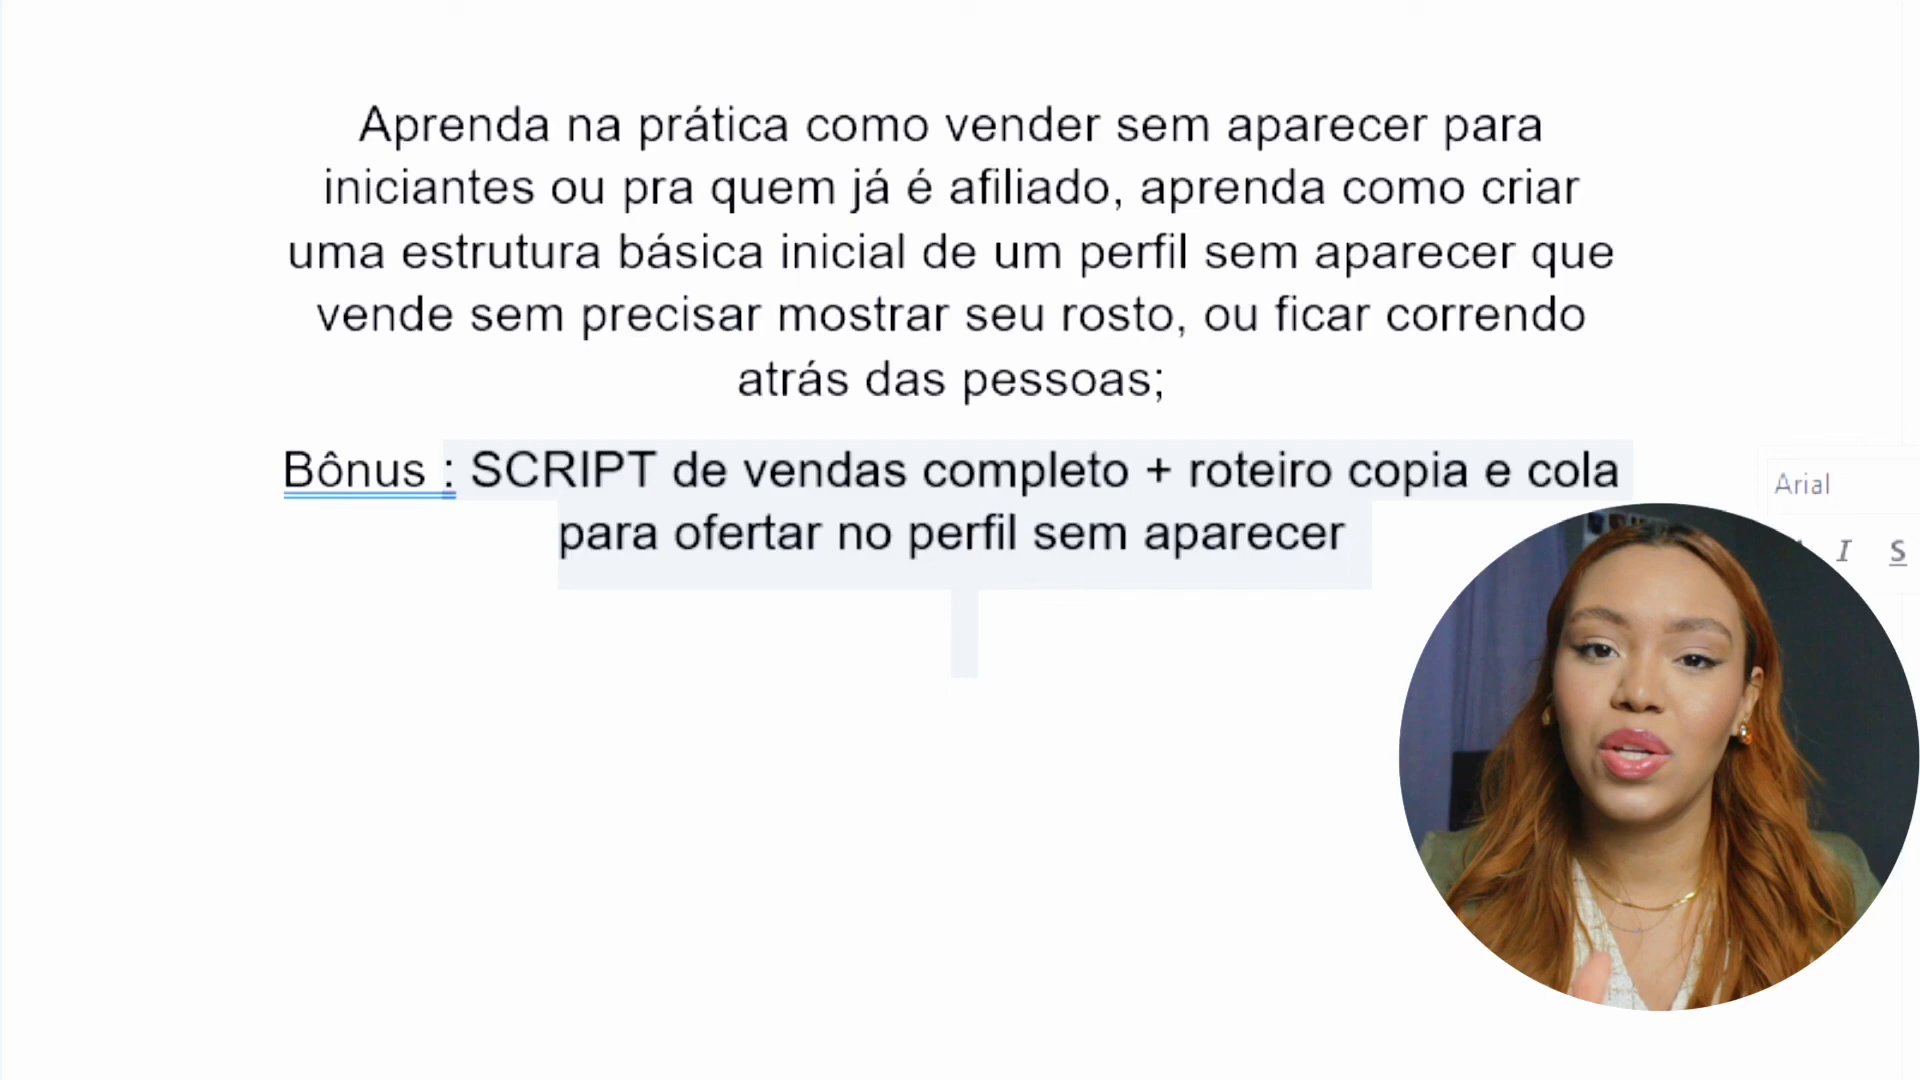 Aprenda na prática como vender sem aparecer para
iniciantes ou pra quem já é afiliado, aprenda como criar
uma estrutura básica inicial de um perfil sem aparecer que
vende sem precisar mostrar seu rosto, ou ficar correndo
atrás das pessoas;
Bônus : SCRIPT de vendas completo + roteiro copia e cola
para ofertar no perfil sem aparecer
Arial
I S